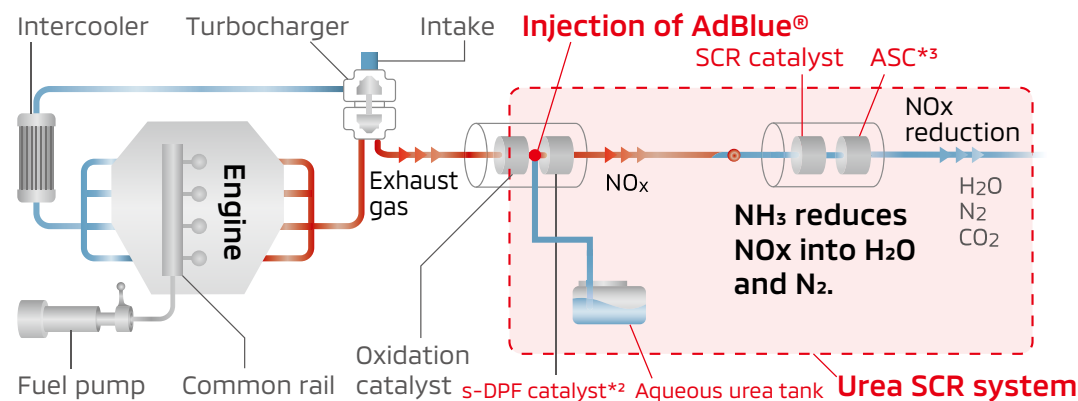 Intercooler
Turbocharger
Intake
Injection of AdBlue®
SCR catalyst
ASC*³
NOx
reduction
Engine
Exhaust
gas
NOx
H2O
N2
CO2
NH3 reduces
NOx into H2O
and N2.
Fuel pump
Common rail
Oxidation
catalyst
s-DPF catalyst*²
Aqueous urea tank
Urea SCR system